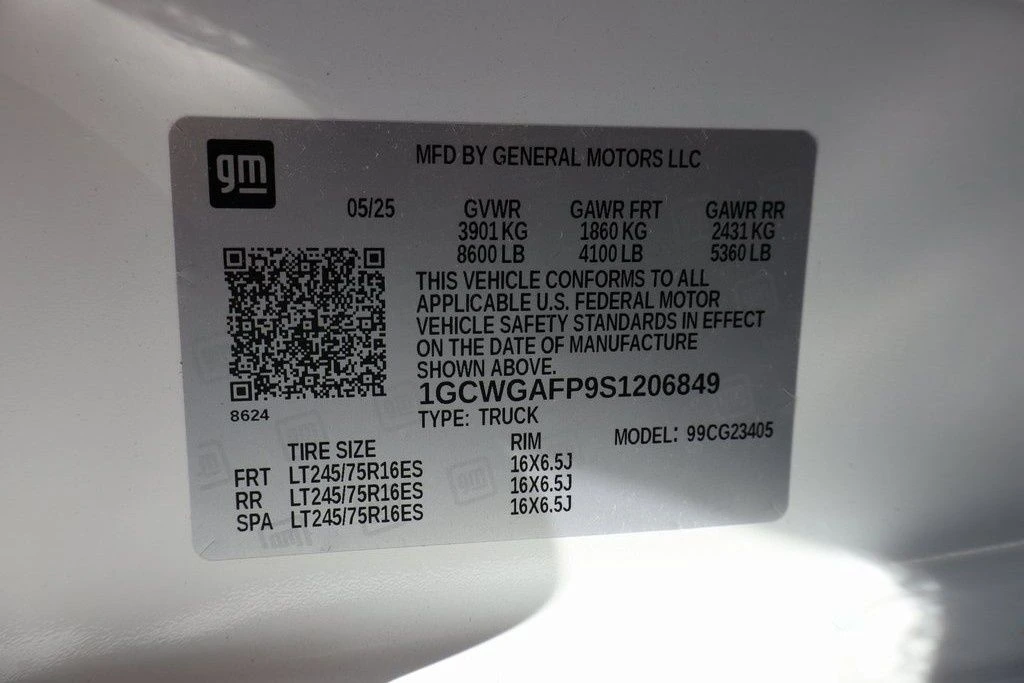 gm
MFD BY GENERAL MOTORS LLC
05/25 GVWR GAWR FRT GAWR RR
3901 KG 1860 KG 2431 KG
8600 LB 4100 LB 5360 LB
THIS VEHICLE CONFORMS TO ALL
APPLICABLE U.S. FEDERAL MOTOR
VEHICLE SAFETY STANDARDS IN EFFECT
ON THE DATE OF MANUFACTURE
SHOWN ABOVE.
1GCWGAFP9S1206849
8624
TYPE: TRUCK
MODEL: 99CG23405
TIRE SIZE RIM
FRT LT245/75R16ES 16X6.5J
RR LT245/75R16ES 16X6.5J
SPA LT245/75R16ES 16X6.5J